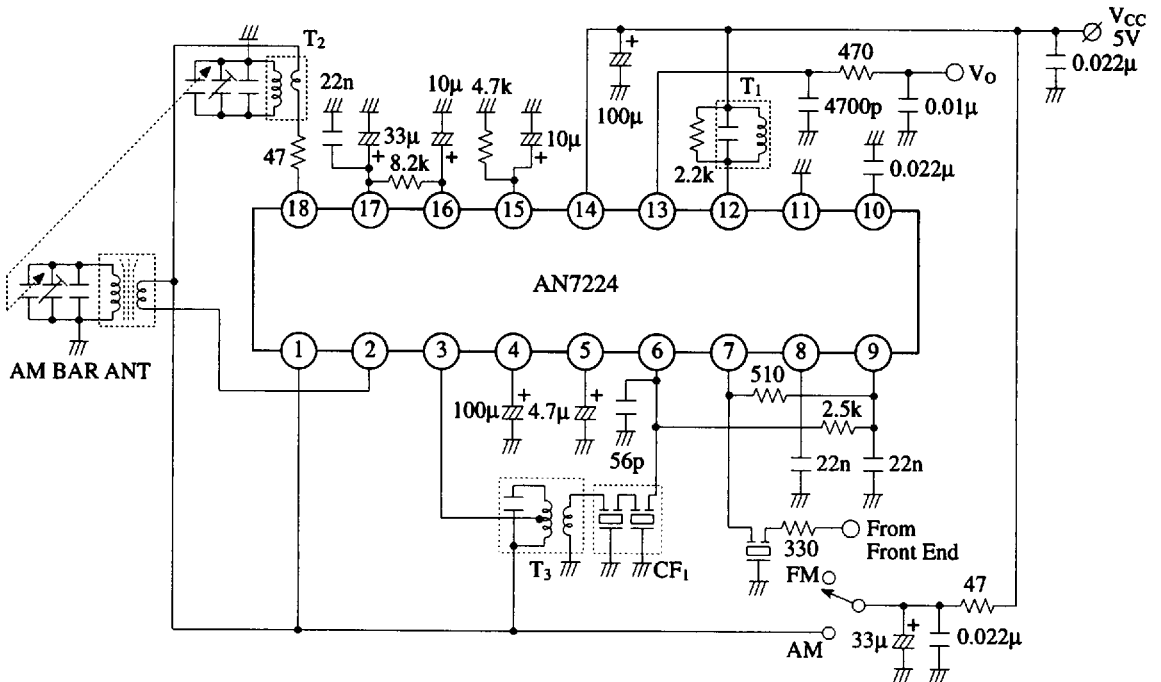 V_CC
5V
T₂
22n
10μ
4.7k
470
V_O
0.022μ
T₁
4700p
0.01μ
100μ
33μ
10μ
47
8.2k
2.2k
0.022μ
18
17
16
15
14
13
12
11
10
AN7224
AM BAR ANT
1
2
3
4
5
6
7
8
9
510
100μ
4.7μ
2.5k
56p
22n
22n
From
Front End
330
T₃
CF₁
FM
47
AM
33μ
0.022μ